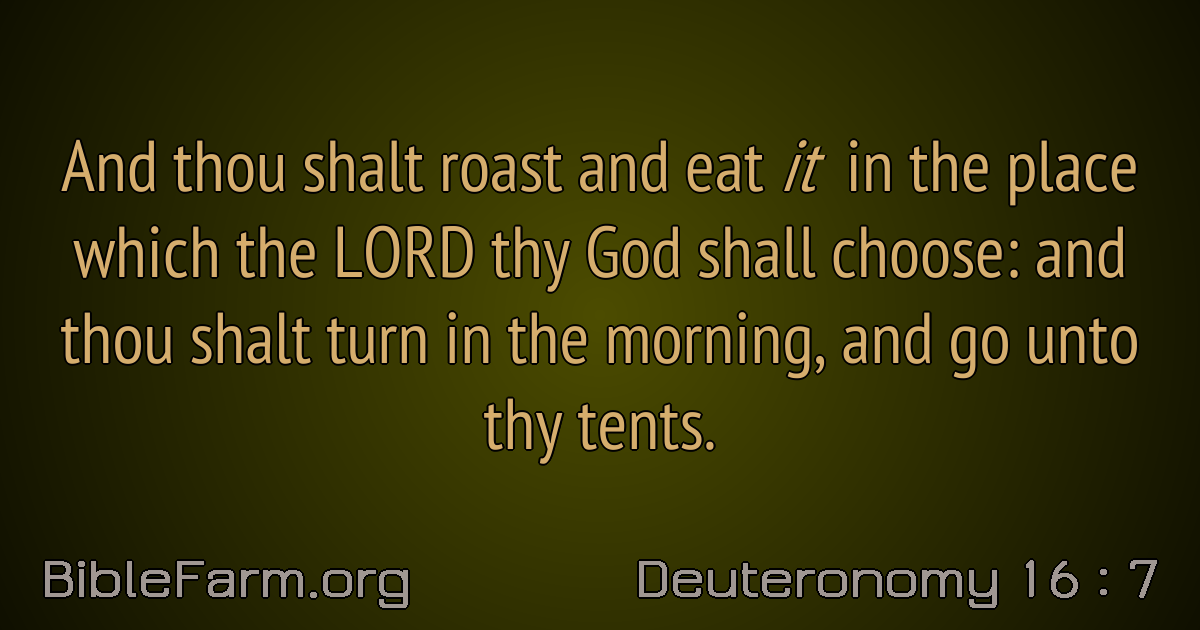 And thou shalt roast and eat it in the place
which the LORD thy God shall choose: and
thou shalt turn in the morning, and go unto
thy tents.
BibleFarm.org
Deuteronomy 16 : 7